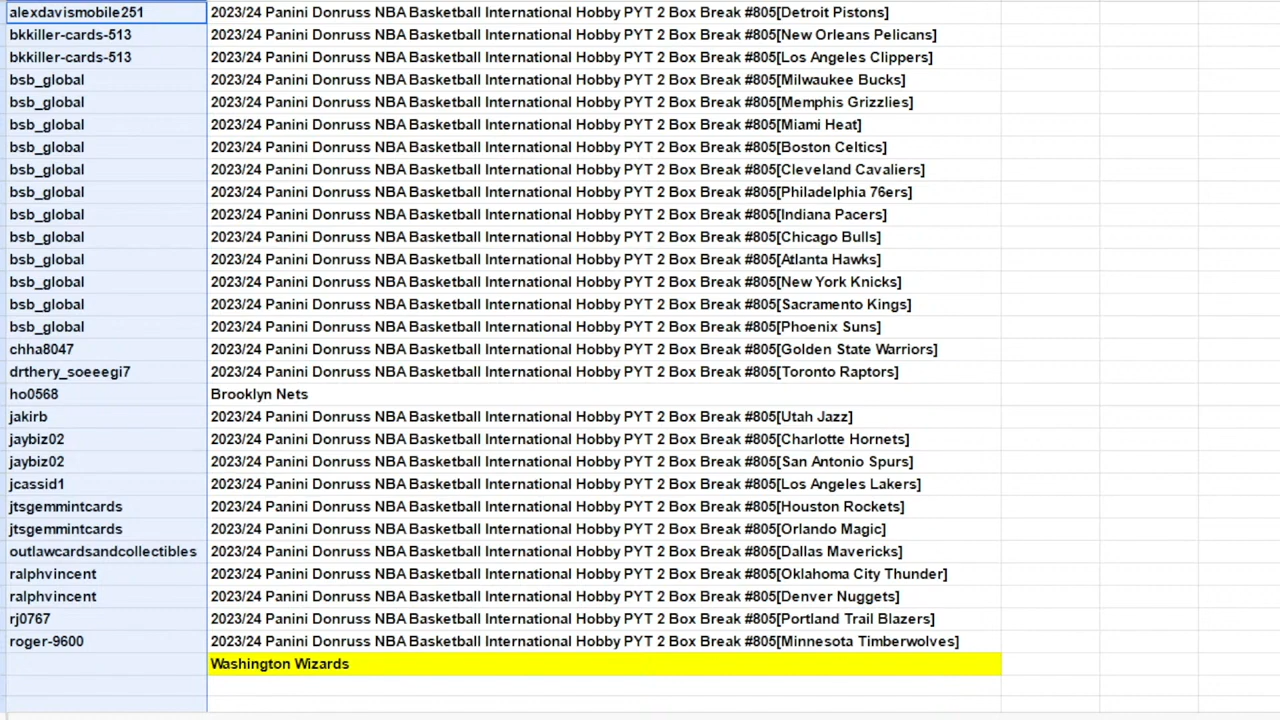 alexdavismobile251 2023/24 Panini Donruss NBA Basketball International Hobby PYT 2 Box Break #805[Detroit Pistons]
bkkiller-cards-513 2023/24 Panini Donruss NBA Basketball International Hobby PYT 2 Box Break #805[New Orleans Pelicans]
bkkiller-cards-513 2023/24 Panini Donruss NBA Basketball International Hobby PYT 2 Box Break #805[Los Angeles Clippers]
bsb_global 2023/24 Panini Donruss NBA Basketball International Hobby PYT 2 Box Break #805[Milwaukee Bucks]
bsb_global 2023/24 Panini Donruss NBA Basketball International Hobby PYT 2 Box Break #805[Memphis Grizzlies]
bsb_global 2023/24 Panini Donruss NBA Basketball International Hobby PYT 2 Box Break #805[Miami Heat]
bsb_global 2023/24 Panini Donruss NBA Basketball International Hobby PYT 2 Box Break #805[Boston Celtics]
bsb_global 2023/24 Panini Donruss NBA Basketball International Hobby PYT 2 Box Break #805[Cleveland Cavaliers]
bsb_global 2023/24 Panini Donruss NBA Basketball International Hobby PYT 2 Box Break #805[Philadelphia 76ers]
bsb_global 2023/24 Panini Donruss NBA Basketball International Hobby PYT 2 Box Break #805[Indiana Pacers]
bsb_global 2023/24 Panini Donruss NBA Basketball International Hobby PYT 2 Box Break #805[Chicago Bulls]
bsb_global 2023/24 Panini Donruss NBA Basketball International Hobby PYT 2 Box Break #805[Atlanta Hawks]
bsb_global 2023/24 Panini Donruss NBA Basketball International Hobby PYT 2 Box Break #805[New York Knicks]
bsb_global 2023/24 Panini Donruss NBA Basketball International Hobby PYT 2 Box Break #805[Sacramento Kings]
bsb_global 2023/24 Panini Donruss NBA Basketball International Hobby PYT 2 Box Break #805[Phoenix Suns]
chha8047 2023/24 Panini Donruss NBA Basketball International Hobby PYT 2 Box Break #805[Golden State Warriors]
drthery_soeeegi7 2023/24 Panini Donruss NBA Basketball International Hobby PYT 2 Box Break #805[Toronto Raptors]
ho0568 Brooklyn Nets
jakirb 2023/24 Panini Donruss NBA Basketball International Hobby PYT 2 Box Break #805[Utah Jazz]
jaybiz02 2023/24 Panini Donruss NBA Basketball International Hobby PYT 2 Box Break #805[Charlotte Hornets]
jaybiz02 2023/24 Panini Donruss NBA Basketball International Hobby PYT 2 Box Break #805[San Antonio Spurs]
jcassid1 2023/24 Panini Donruss NBA Basketball International Hobby PYT 2 Box Break #805[Los Angeles Lakers]
jtsgemmintcards 2023/24 Panini Donruss NBA Basketball International Hobby PYT 2 Box Break #805[Houston Rockets]
jtsgemmintcards 2023/24 Panini Donruss NBA Basketball International Hobby PYT 2 Box Break #805[Orlando Magic]
outlawcardsandcollectibles 2023/24 Panini Donruss NBA Basketball International Hobby PYT 2 Box Break #805[Dallas Mavericks]
ralphvincent 2023/24 Panini Donruss NBA Basketball International Hobby PYT 2 Box Break #805[Oklahoma City Thunder]
ralphvincent 2023/24 Panini Donruss NBA Basketball International Hobby PYT 2 Box Break #805[Denver Nuggets]
rj0767 2023/24 Panini Donruss NBA Basketball International Hobby PYT 2 Box Break #805[Portland Trail Blazers]
roger-9600 2023/24 Panini Donruss NBA Basketball International Hobby PYT 2 Box Break #805[Minnesota Timberwolves]
Washington Wizards